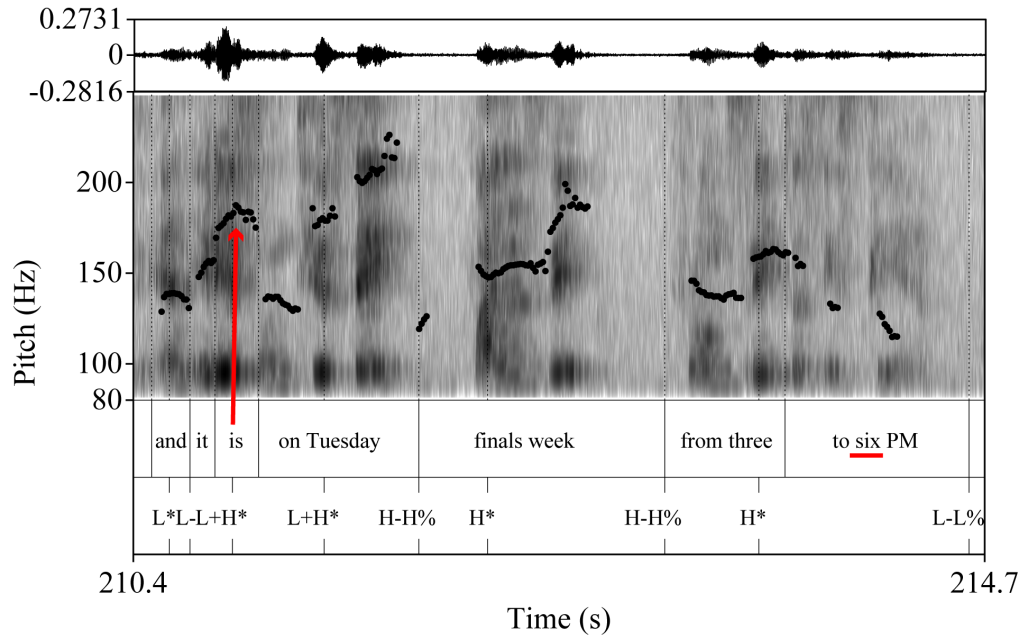 0.2731
0
-0.2816
200
150
100
80
Pitch (Hz)
and it is on Tuesday finals week from three to six PM
L* L- L+H* L+H* H-H% H* H-H% H* L-L%
210.4 214.7
Time (s)